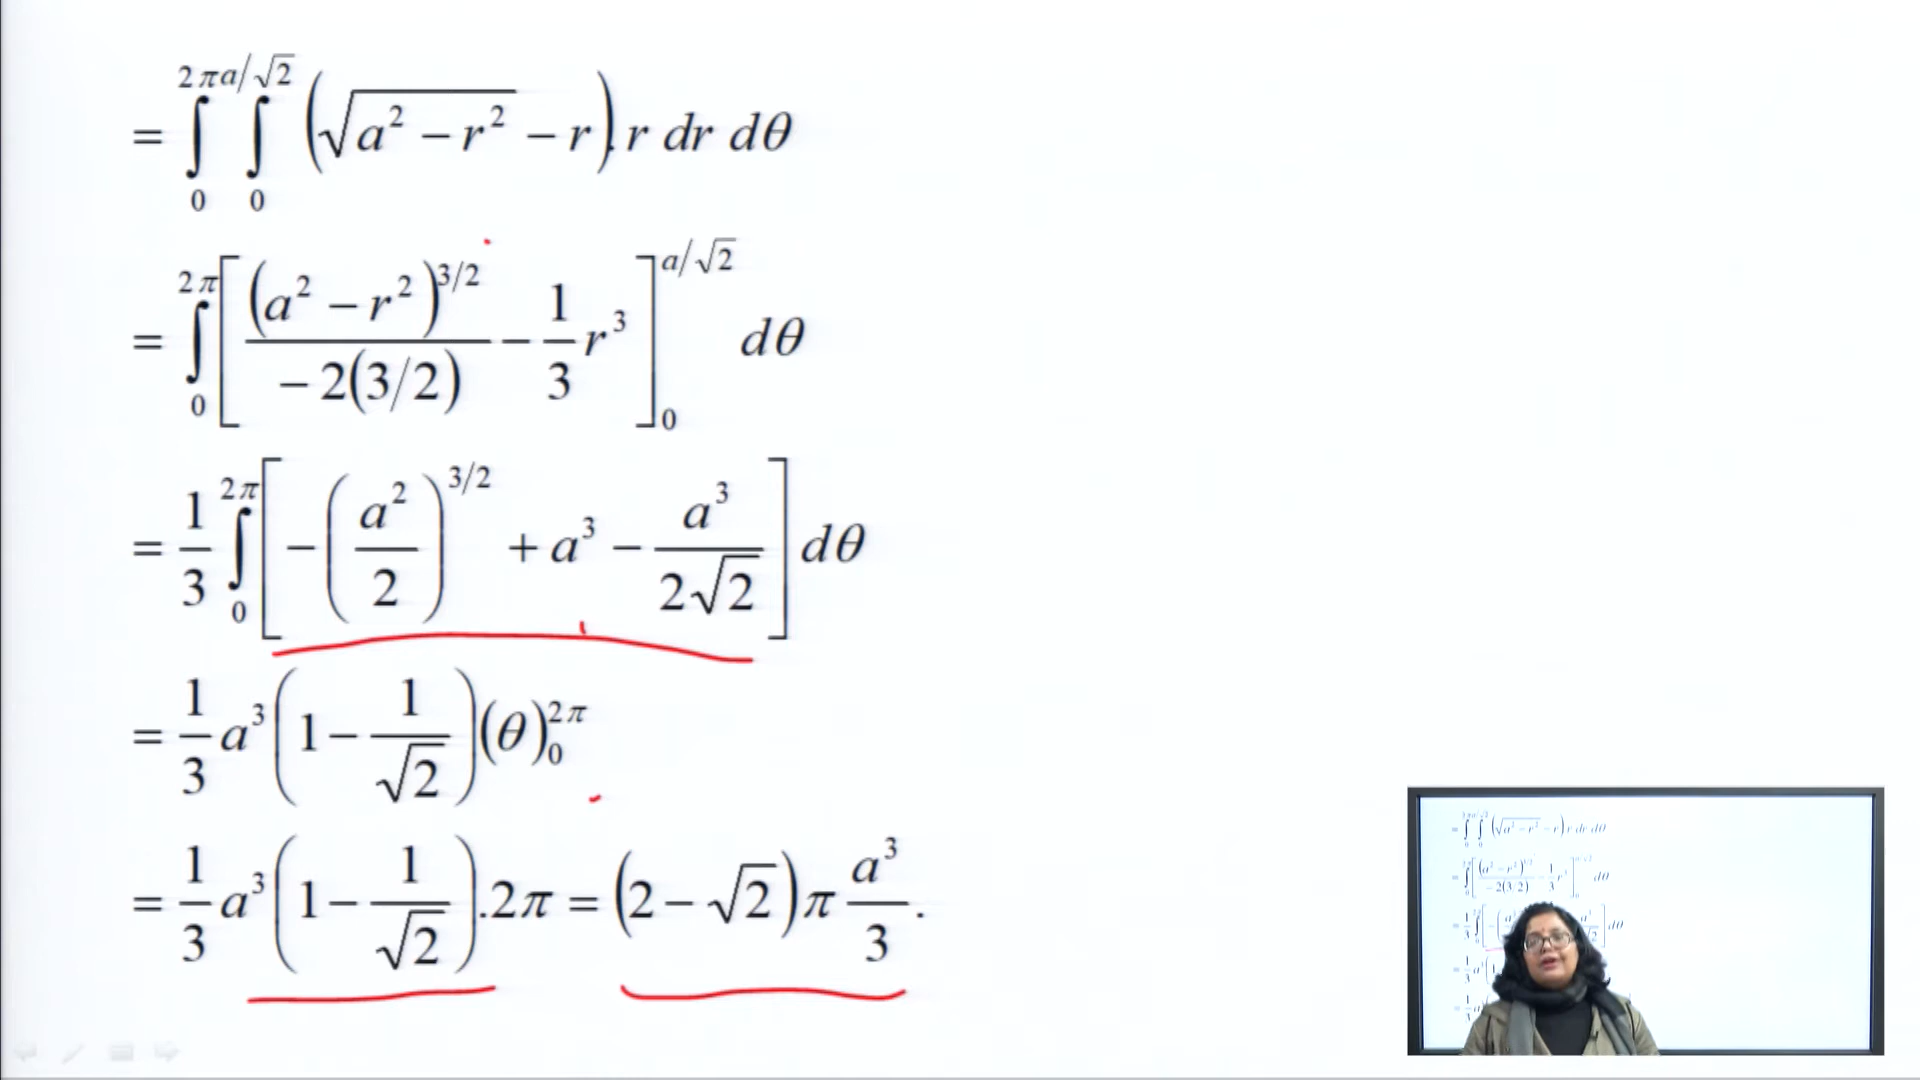 = ∫₀^{2π} ∫₀^{a/√2} (√(a² − r²) − r). r dr dθ
= ∫₀^{2π} [ (a² − r²)^{3/2} / −2(3/2) − 1/3 r³ ]₀^{a/√2} dθ
= 1/3 ∫₀^{2π} [ −(a²/2)^{3/2} + a³ − a³/2√2 ] dθ
= 1/3 a³ (1 − 1/√2) (θ)₀^{2π}
= 1/3 a³ (1 − 1/√2) .2π = (2 − √2) π a³/3 .